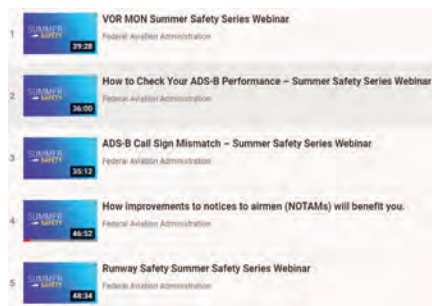 1
SUMMER
SAFETY
39:28
VOR MON Summer Safety Series Webinar
Federal Aviation Administration
2
SUMMER
SAFETY
36:00
How to Check Your ADS-B Performance – Summer Safety Series Webinar
Federal Aviation Administration
3
SUMMER
SAFETY
35:12
ADS-B Call Sign Mismatch – Summer Safety Series Webinar
Federal Aviation Administration
4
SUMMER
SAFETY
46:52
How improvements to notices to airmen (NOTAMs) will benefit you.
Federal Aviation Administration
5
SUMMER
SAFETY
48:34
Runway Safety Summer Safety Series Webinar
Federal Aviation Administration